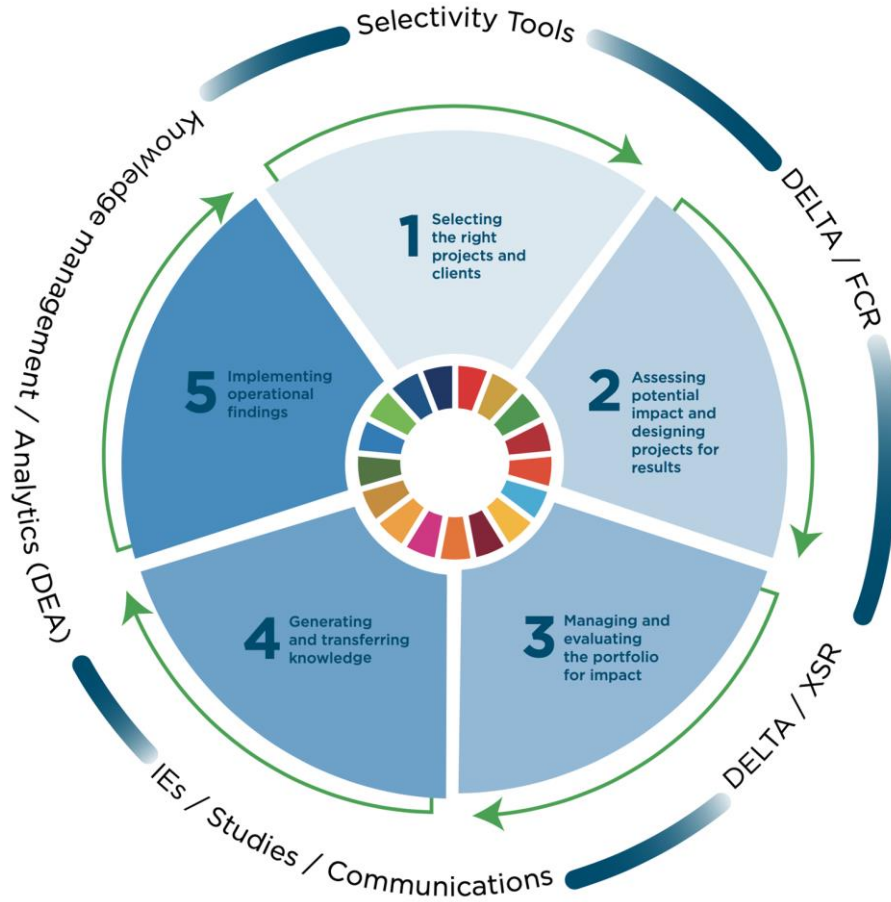 Selectivity Tools
DELTA / FCR
DELTA / XSR
IEs / Studies / Communications
Knowledge management / Analytics (DEA)
1
Selecting
the right
projects and
clients
2
Assessing
potential
impact and
designing
projects for
results
3
Managing and
evaluating
the portfolio
for impact
4
Generating
and transferring
knowledge
5
Implementing
operational
findings